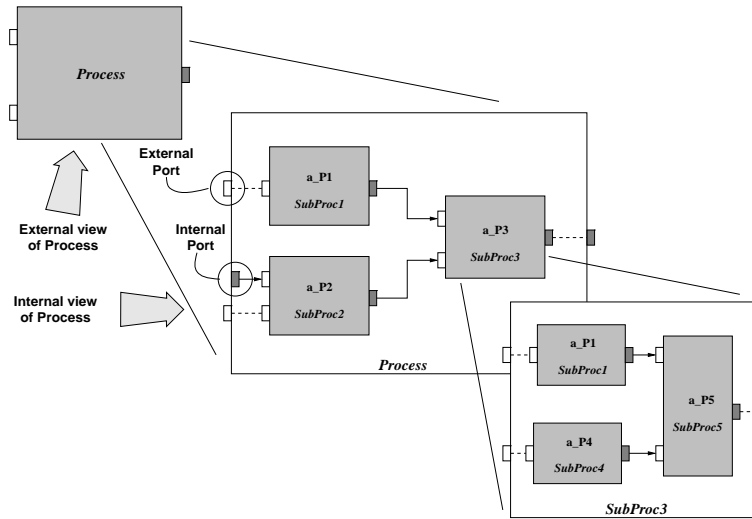 Process
External
Port
a_P1
SubProc1
External view
of Process
Internal
Port
a_P3
SubProc3
a_P2
SubProc2
Internal view
of Process
Process
a_P1
SubProc1
a_P5
SubProc5
a_P4
SubProc4
SubProc3